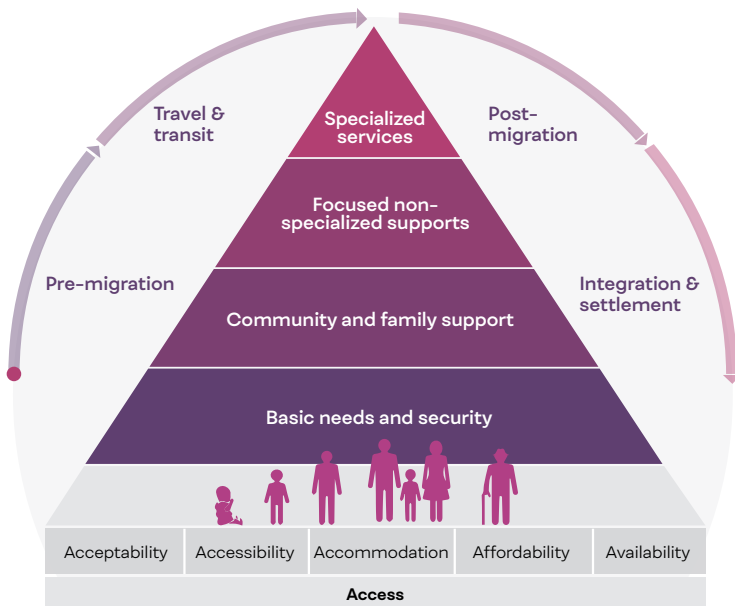 Travel &
transit
Post-
migration
Specialized
services
Focused non-
specialized supports
Pre-migration
Integration &
settlement
Community and family support
Basic needs and security
Acceptability
Accessibility
Accommodation
Affordability
Availability
Access